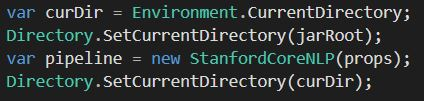 var curDir = Environment.CurrentDirectory;
Directory.SetCurrentDirectory(jarRoot);
var pipeline = new StanfordCoreNLP(props);
Directory.SetCurrentDirectory(curDir);